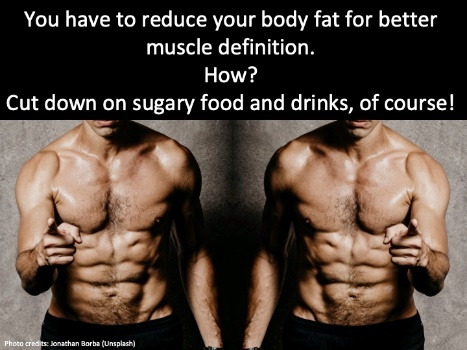 You have to reduce your body fat for better
muscle definition.
How?
Cut down on sugary food and drinks, of course!
Photo credits: Jonathan Borba (Unsplash)